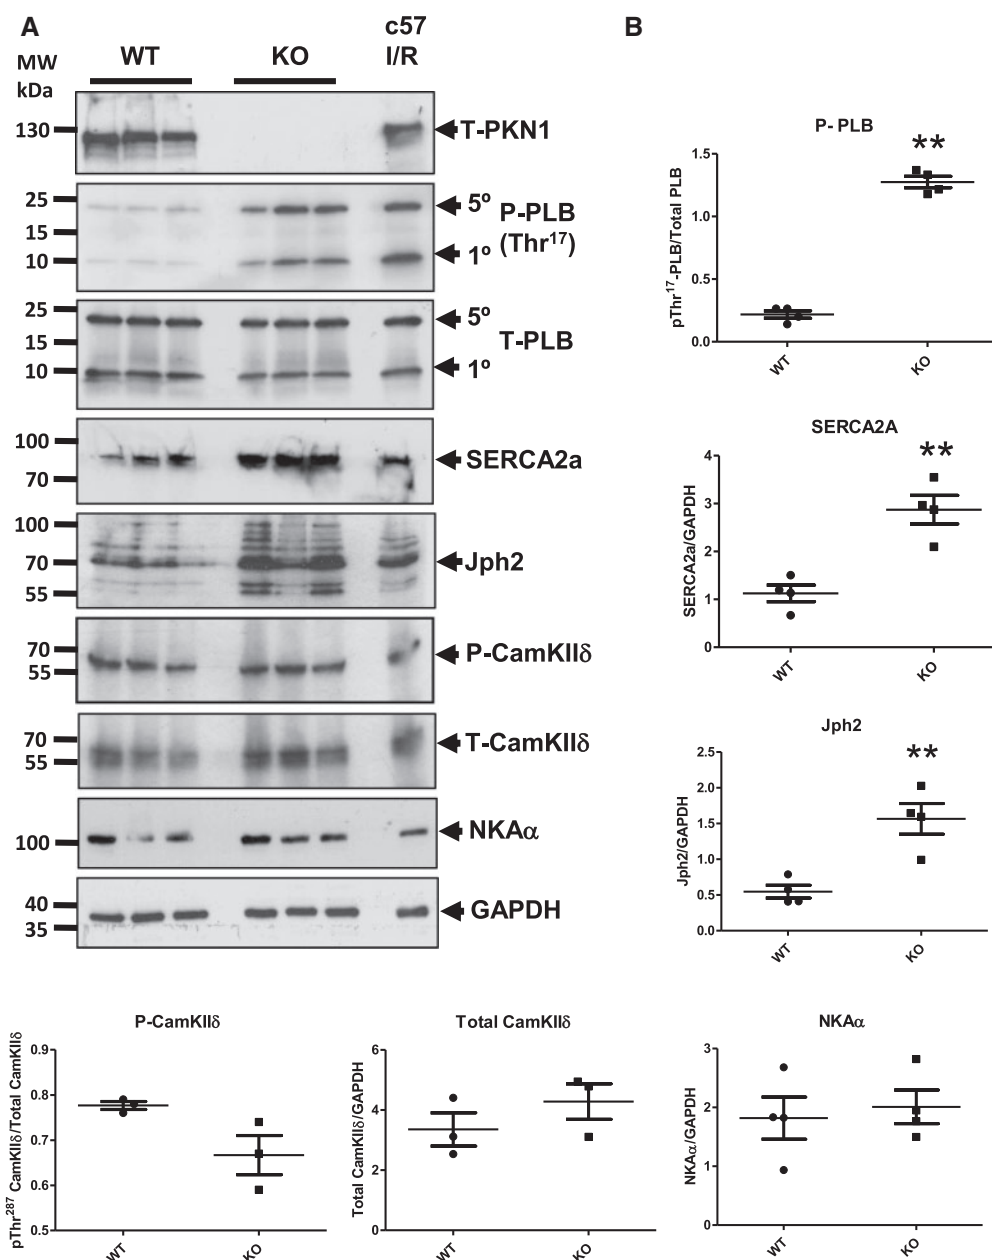 A
B
MW
kDa
WT
KO
c57
I/R
130
T-PKN1
25
15
10
5º
P-PLB
(Thr17)
1º
25
15
10
5º
T-PLB
1º
100
70
SERCA2a
100
70
55
Jph2
70
55
P-CamKIIδ
70
55
T-CamKIIδ
100
NKAα
40
35
GAPDH
P- PLB
**
pThr17-PLB/Total PLB
1.5
1.0
0.5
0.0
WT
KO
SERCA2A
**
SERCA2a/GAPDH
4
3
2
1
0
WT
KO
Jph2
**
Jph2/GAPDH
2.5
2.0
1.5
1.0
0.5
0.0
WT
KO
P-CamKIIδ
pThr287 CamKIIδ/Total CamKIIδ
0.9
0.8
0.7
0.6
0.5
WT
KO
Total CamKIIδ
Total CamKIIδ/GAPDH
6
4
2
0
WT
KO
NKAα
NKAα/GAPDH
3
2
1
0
WT
KO